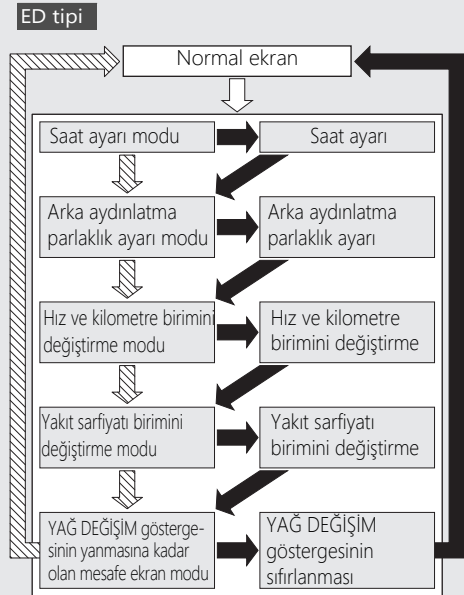 ED tipi
Normal ekran
Saat ayarı modu
Saat ayarı
Arka aydınlatma
parlaklık ayarı modu
Arka aydınlatma
parlaklık ayarı
Hız ve kilometre birimini
değiştirme modu
Hız ve kilometre
birimini değiştirme
Yakıt sarfiyatı birimini
değiştirme modu
Yakıt sarfiyatı
birimini değiştirme
YAĞ DEĞİŞİM gösterge-
sinin yanmasına kadar
olan mesafe ekran modu
YAĞ DEĞİŞİM
göstergesinin
sıfırlanması